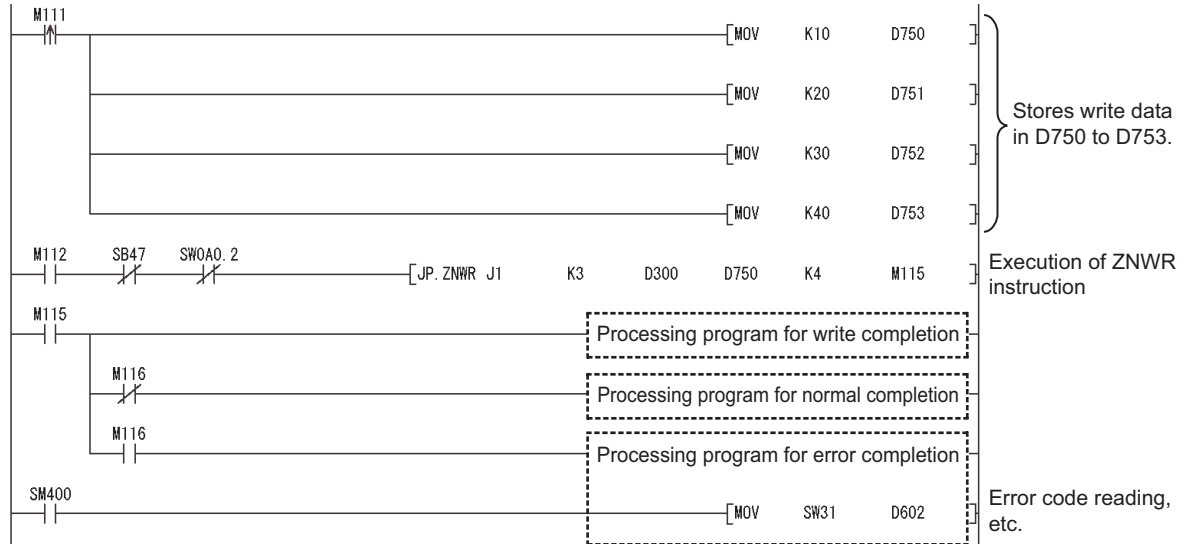 M111
MOV K10 D750
MOV K20 D751
Stores write data
in D750 to D753.
MOV K30 D752
MOV K40 D753
M112 SB47 SW0A0.2
JP.ZNWR J1 K3 D300 D750 K4 M115
Execution of ZNWR
instruction
M115
Processing program for write completion
M116
Processing program for normal completion
M116
Processing program for error completion
SM400
MOV SW31 D602
Error code reading,
etc.